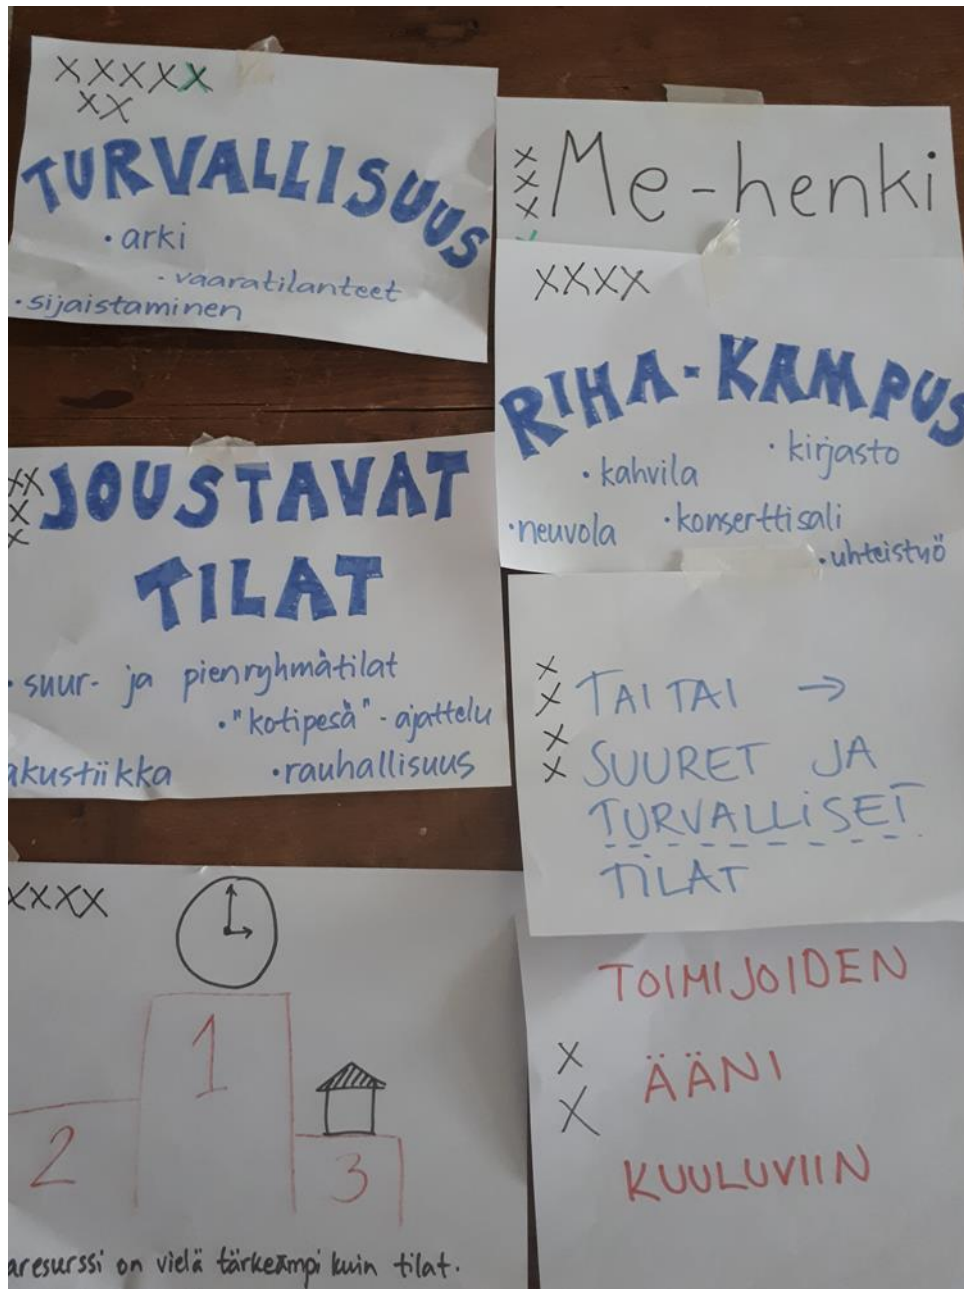 XXXXX
XX
TURVALLISUUS
• arki
• vaaratilanteet
• sijaistaminen
X
X
X
Me-henki
XXXX
RIHA-KAMPUS
• kirjasto
• kahvila
• neuvola
• konserttisali
• uhteistyö
XX
X
X
JOUSTAVAT
TILAT
• suur- ja pienryhmätilat
• "kotipesä"-ajattelu
akustiikka
• rauhallisuus
X
X
X
X
TAITAI →
SUURET JA
TURVALLISET
TILAT
XXXX
1
2
3
aresurssi on vielä tärkeämpi kuin tilat.
TOIMIJOIDEN
X
X
ÄÄNI
KUULUVIIN